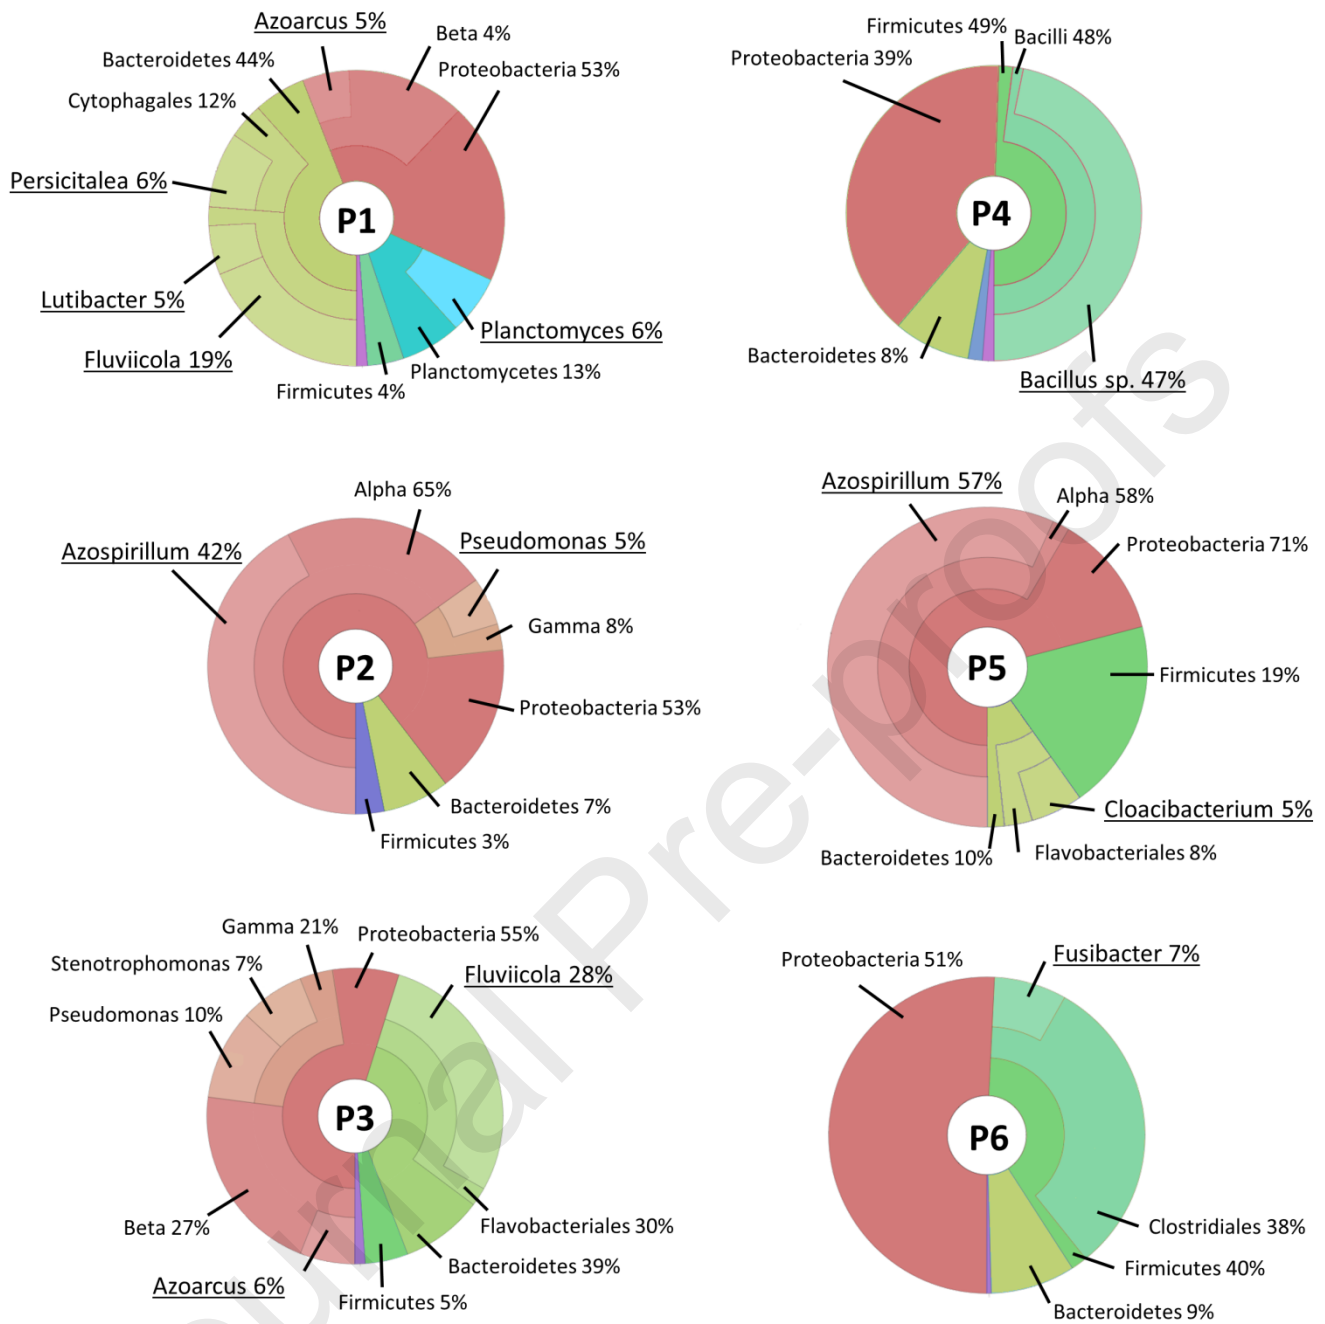 Azoarcus 5%
Beta 4%
Bacteroidetes 44%
Proteobacteria 53%
Cytophagales 12%
Persicitalea 6%
P1
Lutibacter 5%
Planctomyces 6%
Fluviicola 19%
Planctomycetes 13%
Firmicutes 4%
Firmicutes 49%
Bacilli 48%
Proteobacteria 39%
P4
Bacteroidetes 8%
Bacillus sp. 47%
Alpha 65%
Pseudomonas 5%
Azospirillum 42%
Gamma 8%
P2
Proteobacteria 53%
Bacteroidetes 7%
Firmicutes 3%
Azospirillum 57%
Alpha 58%
Proteobacteria 71%
P5
Firmicutes 19%
Cloacibacterium 5%
Bacteroidetes 10%
Flavobacteriales 8%
Gamma 21%
Proteobacteria 55%
Stenotrophomonas 7%
Fluviicola 28%
Pseudomonas 10%
P3
Beta 27%
Flavobacteriales 30%
Bacteroidetes 39%
Azoarcus 6%
Firmicutes 5%
Proteobacteria 51%
Fusibacter 7%
P6
Clostridiales 38%
Firmicutes 40%
Bacteroidetes 9%
urnal Pre-proofs